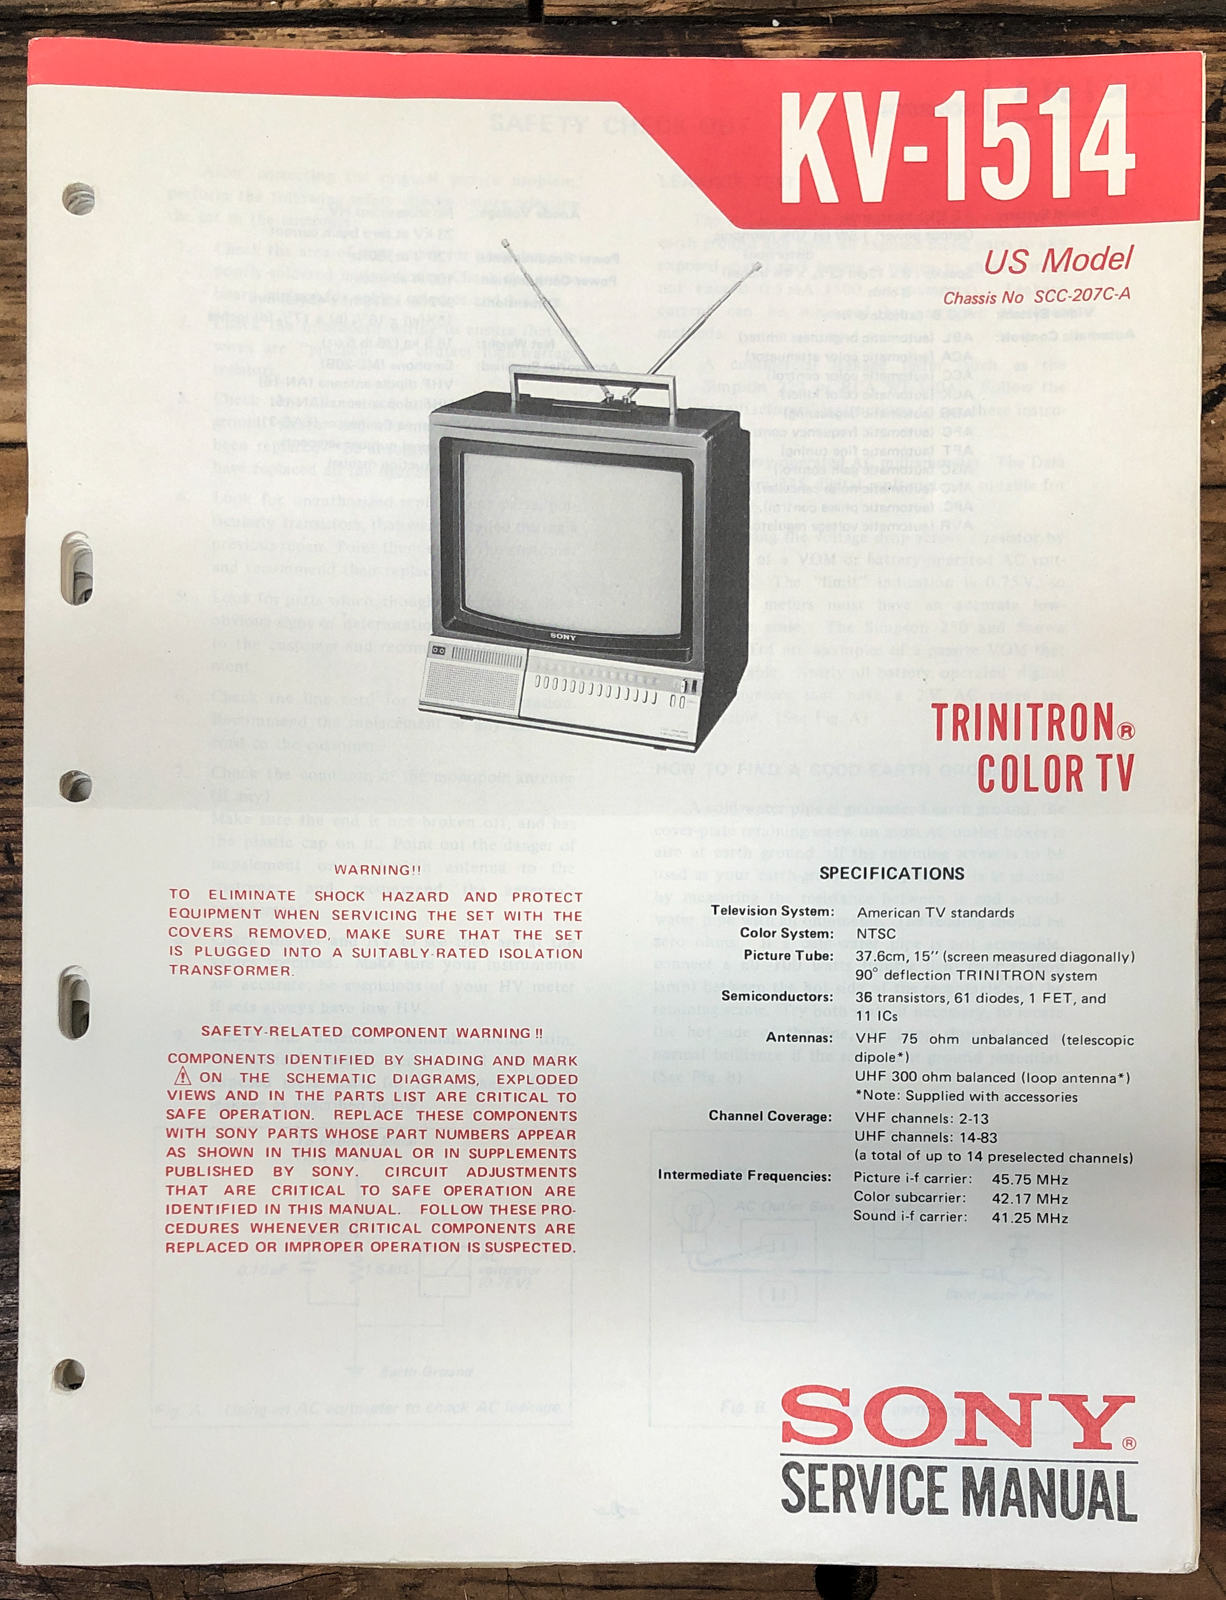 KV-1514
US Model
Chassis No SCC-207C-A
SONY
TRINITRON®
COLOR TV
WARNING!!
TO ELIMINATE SHOCK HAZARD AND PROTECT
EQUIPMENT WHEN SERVICING THE SET WITH THE
COVERS REMOVED, MAKE SURE THAT THE SET
IS PLUGGED INTO A SUITABLY-RATED ISOLATION
TRANSFORMER.
SAFETY-RELATED COMPONENT WARNING!!
COMPONENTS IDENTIFIED BY SHADING AND MARK
⚠ ON THE SCHEMATIC DIAGRAMS, EXPLODED
VIEWS AND IN THE PARTS LIST ARE CRITICAL TO
SAFE OPERATION. REPLACE THESE COMPONENTS
WITH SONY PARTS WHOSE PART NUMBERS APPEAR
AS SHOWN IN THIS MANUAL OR IN SUPPLEMENTS
PUBLISHED BY SONY. CIRCUIT ADJUSTMENTS
THAT ARE CRITICAL TO SAFE OPERATION ARE
IDENTIFIED IN THIS MANUAL. FOLLOW THESE PRO-
CEDURES WHENEVER CRITICAL COMPONENTS ARE
REPLACED OR IMPROPER OPERATION IS SUSPECTED.
SPECIFICATIONS
Television System: American TV standards
Color System: NTSC
Picture Tube: 37.6cm, 15" (screen measured diagonally)
90° deflection TRINITRON system
Semiconductors: 36 transistors, 61 diodes, 1 FET, and
11 ICs
Antennas: VHF 75 ohm unbalanced (telescopic
dipole*)
UHF 300 ohm balanced (loop antenna*)
*Note: Supplied with accessories
Channel Coverage: VHF channels: 2-13
UHF channels: 14-83
(a total of up to 14 preselected channels)
Intermediate Frequencies: Picture i-f carrier: 45.75 MHz
Color subcarrier: 42.17 MHz
Sound i-f carrier: 41.25 MHz
SONY®
SERVICE MANUAL